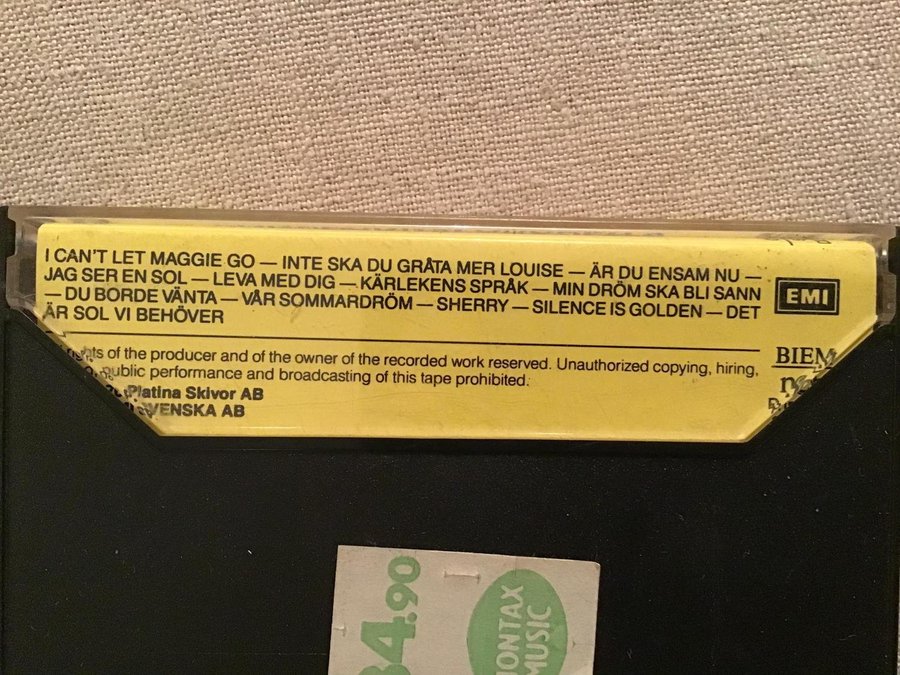 I CAN'T LET MAGGIE GO — INTE SKA DU GRÅTA MER LOUISE — ÄR DU ENSAM NU —
JAG SER EN SOL — LEVA MED DIG — KÄRLEKENS SPRÅK — MIN DRÖM SKA BLI SANN
— DU BORDE VÄNTA — VÅR SOMMARDRÖM — SHERRY — SILENCE IS GOLDEN — DET
ÄR SOL VI BEHÖVER
EMI
of the producer and of the owner of the recorded work reserved. Unauthorized copying, hiring,
public performance and broadcasting of this tape prohibited.
BIEM
Platina Skivor AB
SVENSKA AB
4.90
MUSIC